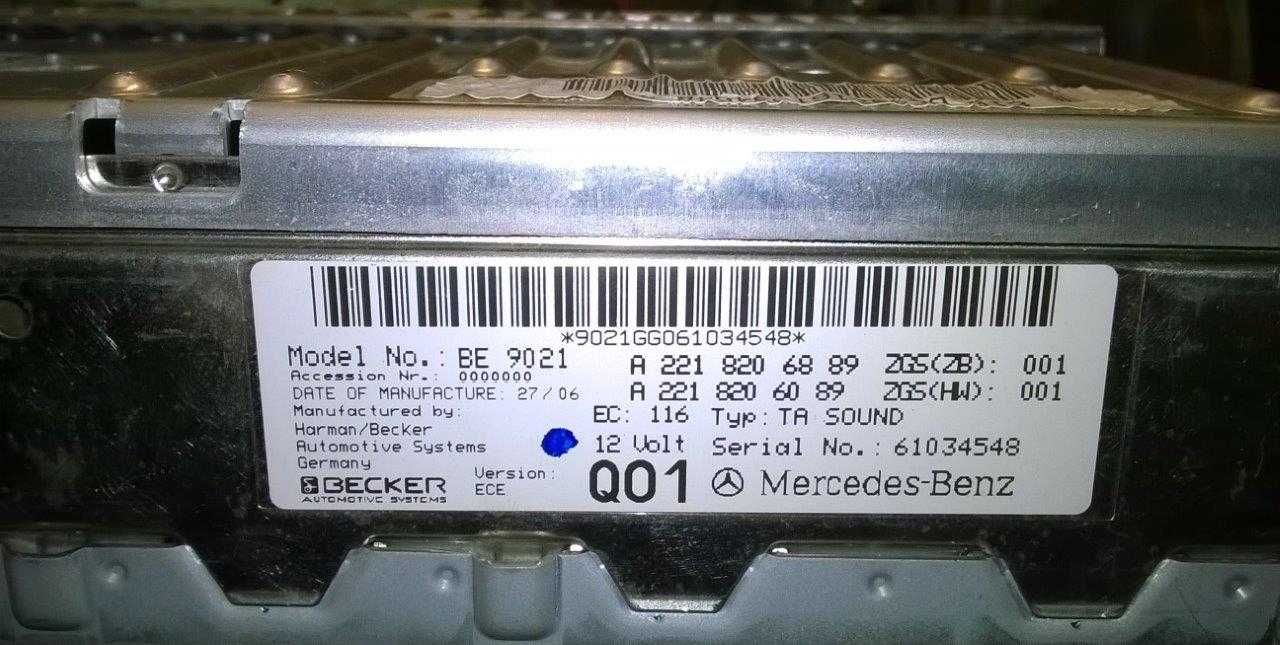 *9021GG061034548*
Model No.: BE 9021
A 221 820 68 89 ZGS(ZB): 001
Accession Nr.: 0000000
DATE OF MANUFACTURE: 27/06
A 221 820 60 89 ZGS(HW): 001
Manufactured by:
EC: 116 Typ: TA SOUND
Harman/Becker
Automotive Systems
12 Volt Serial No.: 61034548
Germany
BECKER
AUTOMOTIVE SYSTEMS
Version:
ECE
Q01
Mercedes-Benz